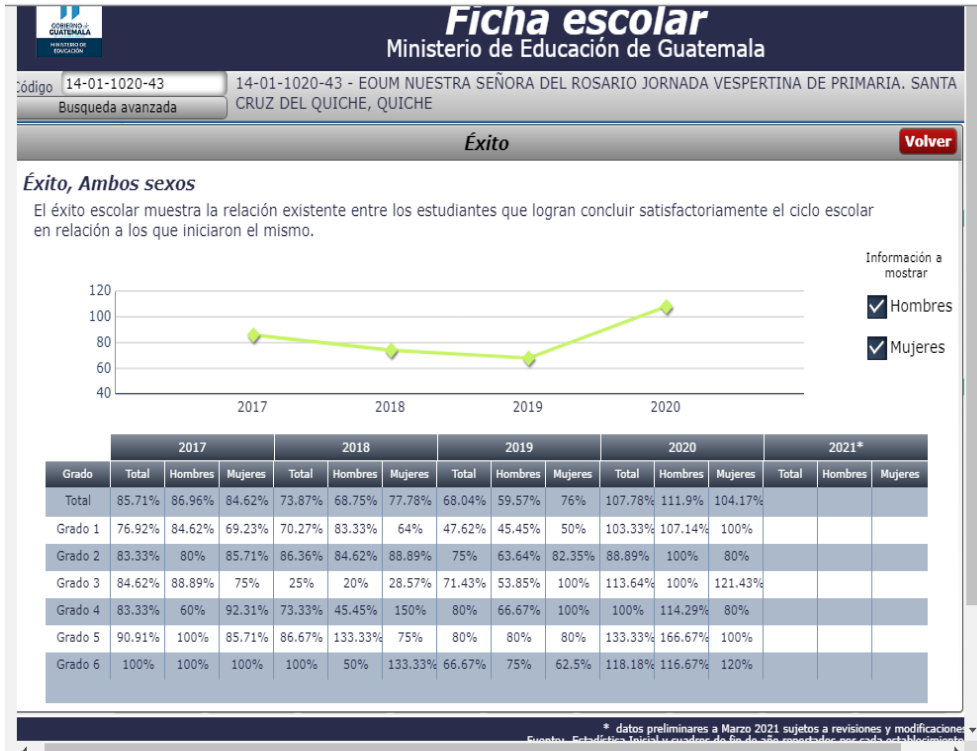 GOBIERNO de
GUATEMALA
MINISTERIO DE
EDUCACIÓN
Ficha escolar
Ministerio de Educación de Guatemala
Código 14-01-1020-43
Busqueda avanzada
14-01-1020-43 - EOUM NUESTRA SEÑORA DEL ROSARIO JORNADA VESPERTINA DE PRIMARIA. SANTA
CRUZ DEL QUICHE, QUICHE
Éxito Volver
Éxito, Ambos sexos
El éxito escolar muestra la relación existente entre los estudiantes que logran concluir satisfactoriamente el ciclo escolar
en relación a los que iniciaron el mismo.
Información a
mostrar
Hombres
Mujeres
120
100
80
60
40
2017 2018 2019 2020
2017 2018 2019 2020 2021*
Grado Total Hombres Mujeres Total Hombres Mujeres Total Hombres Mujeres Total Hombres Mujeres Total Hombres Mujeres
Total 85.71% 86.96% 84.62% 73.87% 68.75% 77.78% 68.04% 59.57% 76% 107.78% 111.9% 104.17%
Grado 1 76.92% 84.62% 69.23% 70.27% 83.33% 64% 47.62% 45.45% 50% 103.33% 107.14% 100%
Grado 2 83.33% 80% 85.71% 86.36% 84.62% 88.89% 75% 63.64% 82.35% 88.89% 100% 80%
Grado 3 84.62% 88.89% 75% 25% 20% 28.57% 71.43% 53.85% 100% 113.64% 100% 121.43%
Grado 4 83.33% 60% 92.31% 73.33% 45.45% 150% 80% 66.67% 100% 100% 114.29% 80%
Grado 5 90.91% 100% 85.71% 86.67% 133.33% 75% 80% 80% 80% 133.33% 166.67% 100%
Grado 6 100% 100% 100% 100% 50% 133.33% 66.67% 75% 62.5% 118.18% 116.67% 120%
* datos preliminares a Marzo 2021 sujetos a revisiones y modificaciones
Fuente: Estadística Inicial y cuadros de fin de año reportados por cada establecimiento